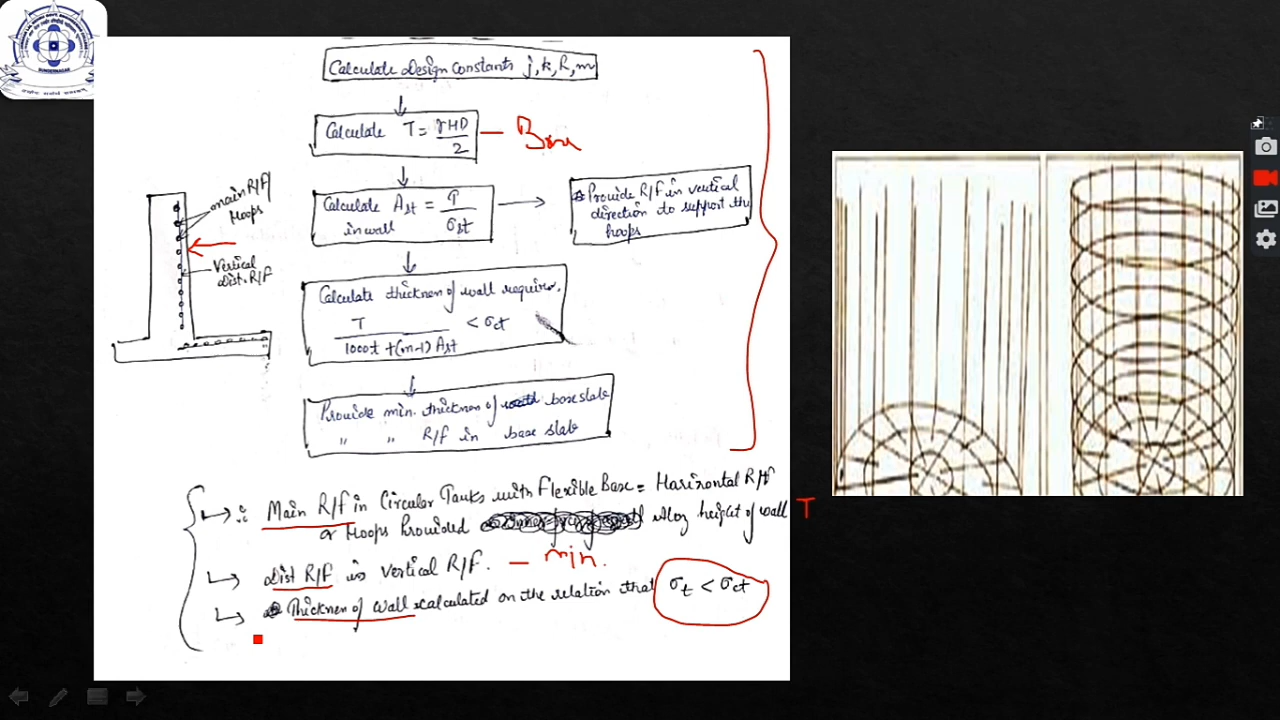 Calculate Design Constants j, k, R, m
Calculate T = γHD / 2 — Base
Calculate Ast = T / σst
in wall
Provide R/F in vertical
direction to support the
hoops
main R/F/
Hoops
Vertical
dist. R/F
Calculate thickness of wall require.
T / 1000t + (m-1) Ast < σct
Provide min. thickness of base slab
" " R/F in base slab
Main R/f in Circular Tanks with Flexible Base = Horizontal R/f
or Hoops Provided along height of wall T
dist R/F is vertical R/F. — min.
Thickness of wall calculated on the relation that σt < σct